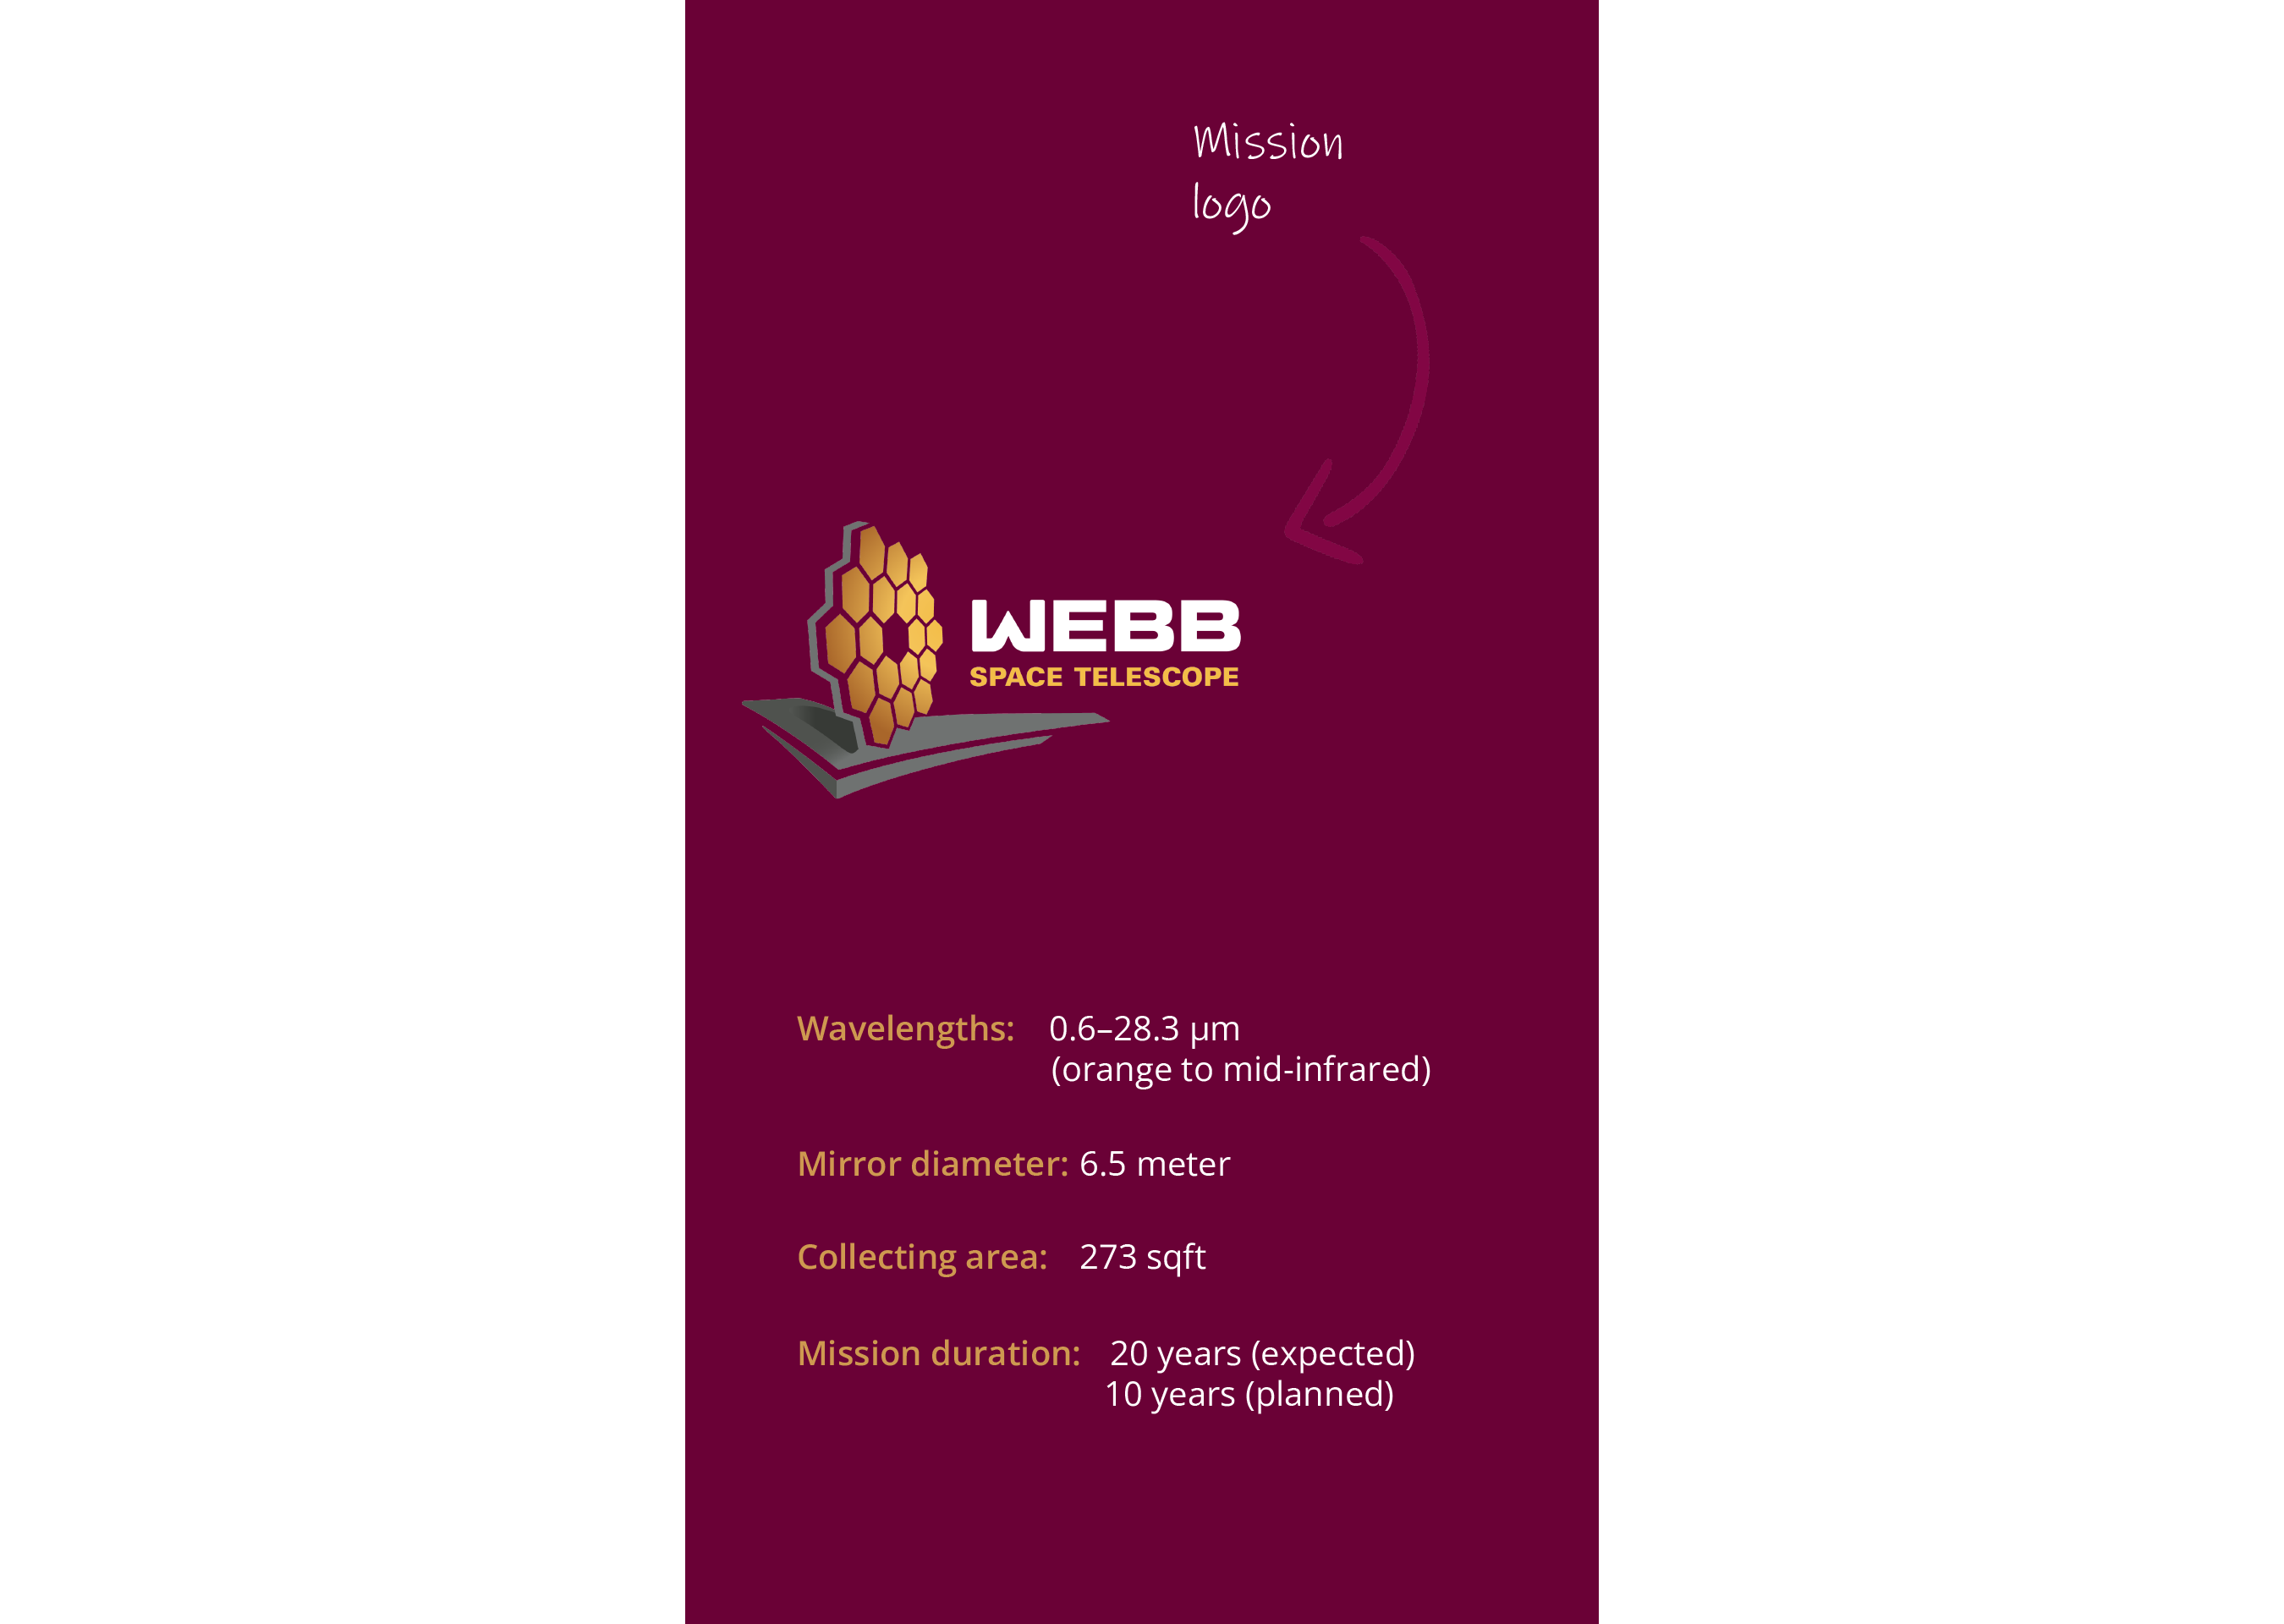 Mission
logo
WEBB
SPACE TELESCOPE
Wavelengths: 0.6–28.3 μm
(orange to mid-infrared)
Mirror diameter: 6.5 meter
Collecting area: 273 sqft
Mission duration: 20 years (expected)
10 years (planned)